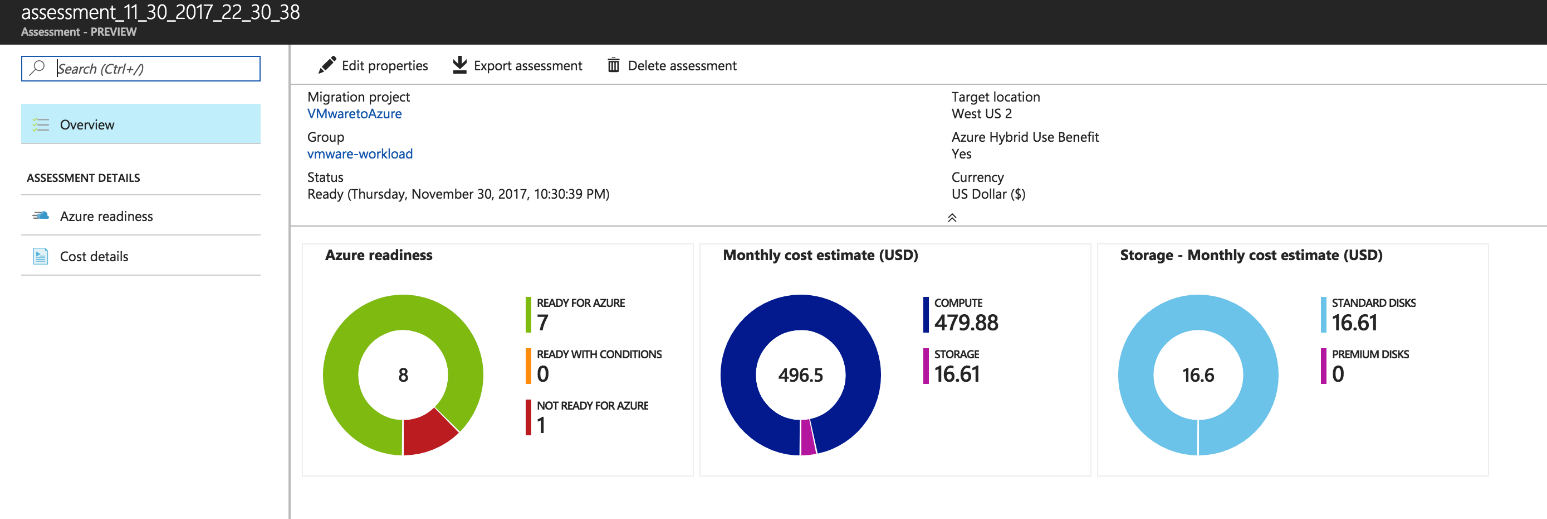 assessment_11_30_2017_22_30_38
Assessment - PREVIEW
Search (Ctrl+/)
Overview
ASSESSMENT DETAILS
Azure readiness
Cost details
Edit properties
Export assessment
Delete assessment
Migration project
VMwaretoAzure
Group
vmware-workload
Status
Ready (Thursday, November 30, 2017, 10:30:39 PM)
Target location
West US 2
Azure Hybrid Use Benefit
Yes
Currency
US Dollar ($)
Azure readiness
8
READY FOR AZURE
7
READY WITH CONDITIONS
0
NOT READY FOR AZURE
1
Monthly cost estimate (USD)
496.5
COMPUTE
479.88
STORAGE
16.61
Storage - Monthly cost estimate (USD)
16.6
STANDARD DISKS
16.61
PREMIUM DISKS
0